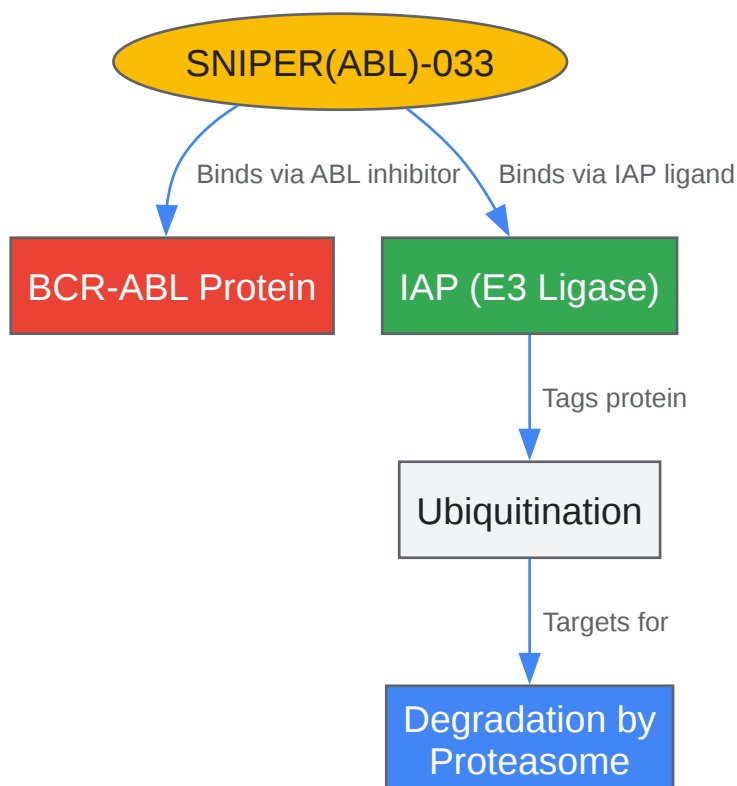 SNIPER(ABL)-033
Binds via ABL inhibitor
Binds via IAP ligand
BCR-ABL Protein
IAP (E3 Ligase)
Tags protein
Ubiquitination
Targets for
Degradation by
Proteasome